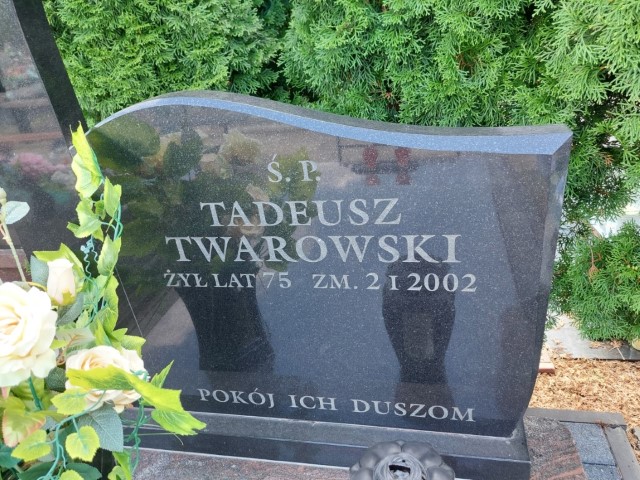 Ś. P.
TADEUSZ
TWAROWSKI
ŻYŁ LAT 75 ZM. 2 I 2002
POKÓJ ICH DUSZOM